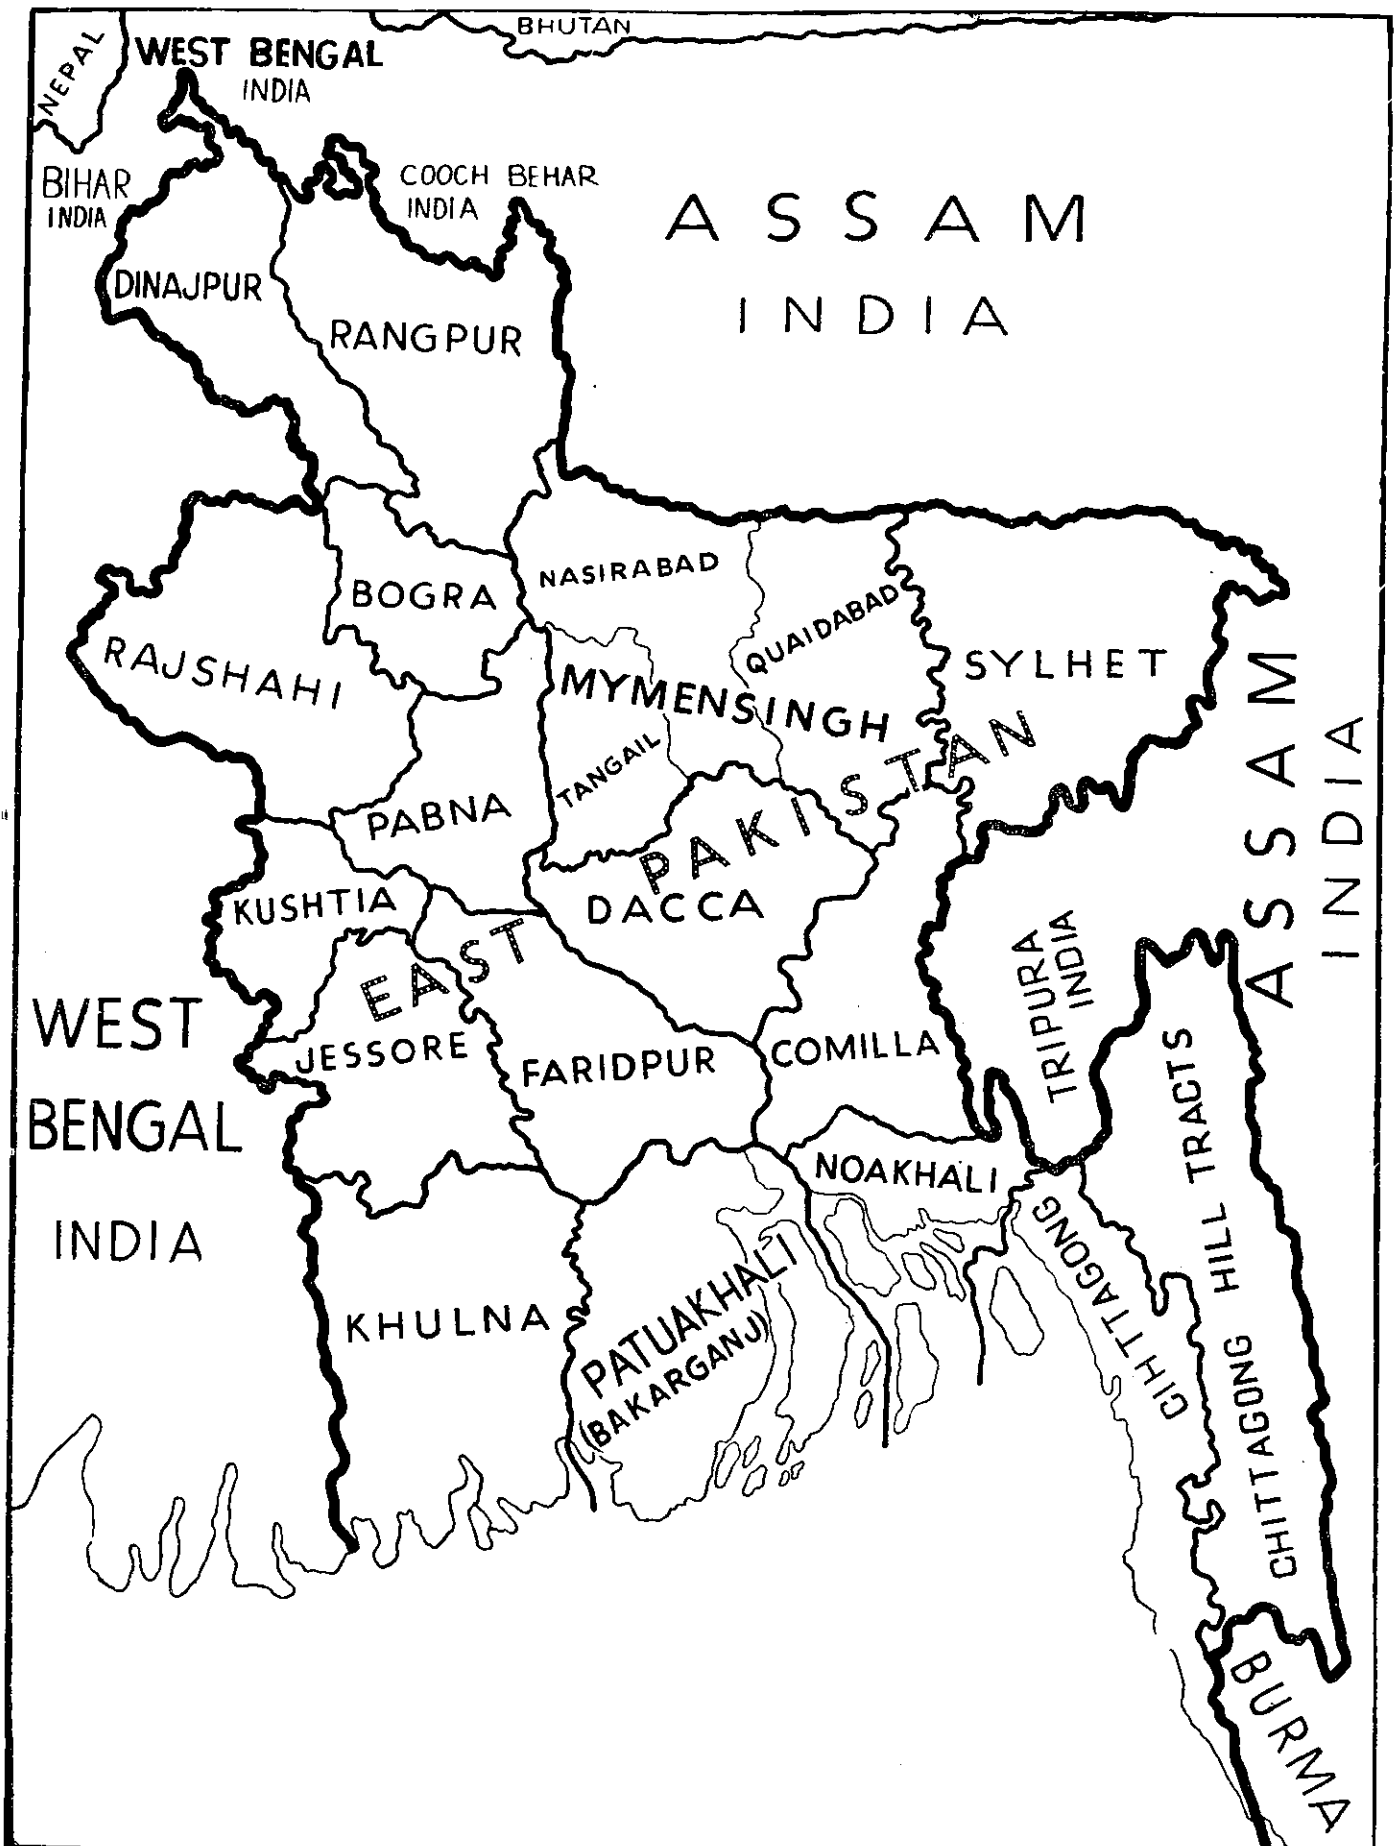 BHUTAN
NEPAL
WEST BENGAL
INDIA
BIHAR
INDIA
COOCH BEHAR
INDIA
ASSAM
INDIA
DINAJPUR
RANGPUR
NASIRABAD
BOGRA
QUAIDABAD
RAJSHAHI
SYLHET
MYMENSINGH
TANGAIL
PABNA
EAST PAKISTAN
KUSHTIA
DACCA
ASSAM
INDIA
TRIPURA
INDIA
WEST
BENGAL
INDIA
JESSORE
FARIDPUR
COMILLA
NOAKHALI
CHITTAGONG HILL TRACTS
CIHTTAGONG
KHULNA
PATUAKHALI
(BAKARGANJ)
BURMA